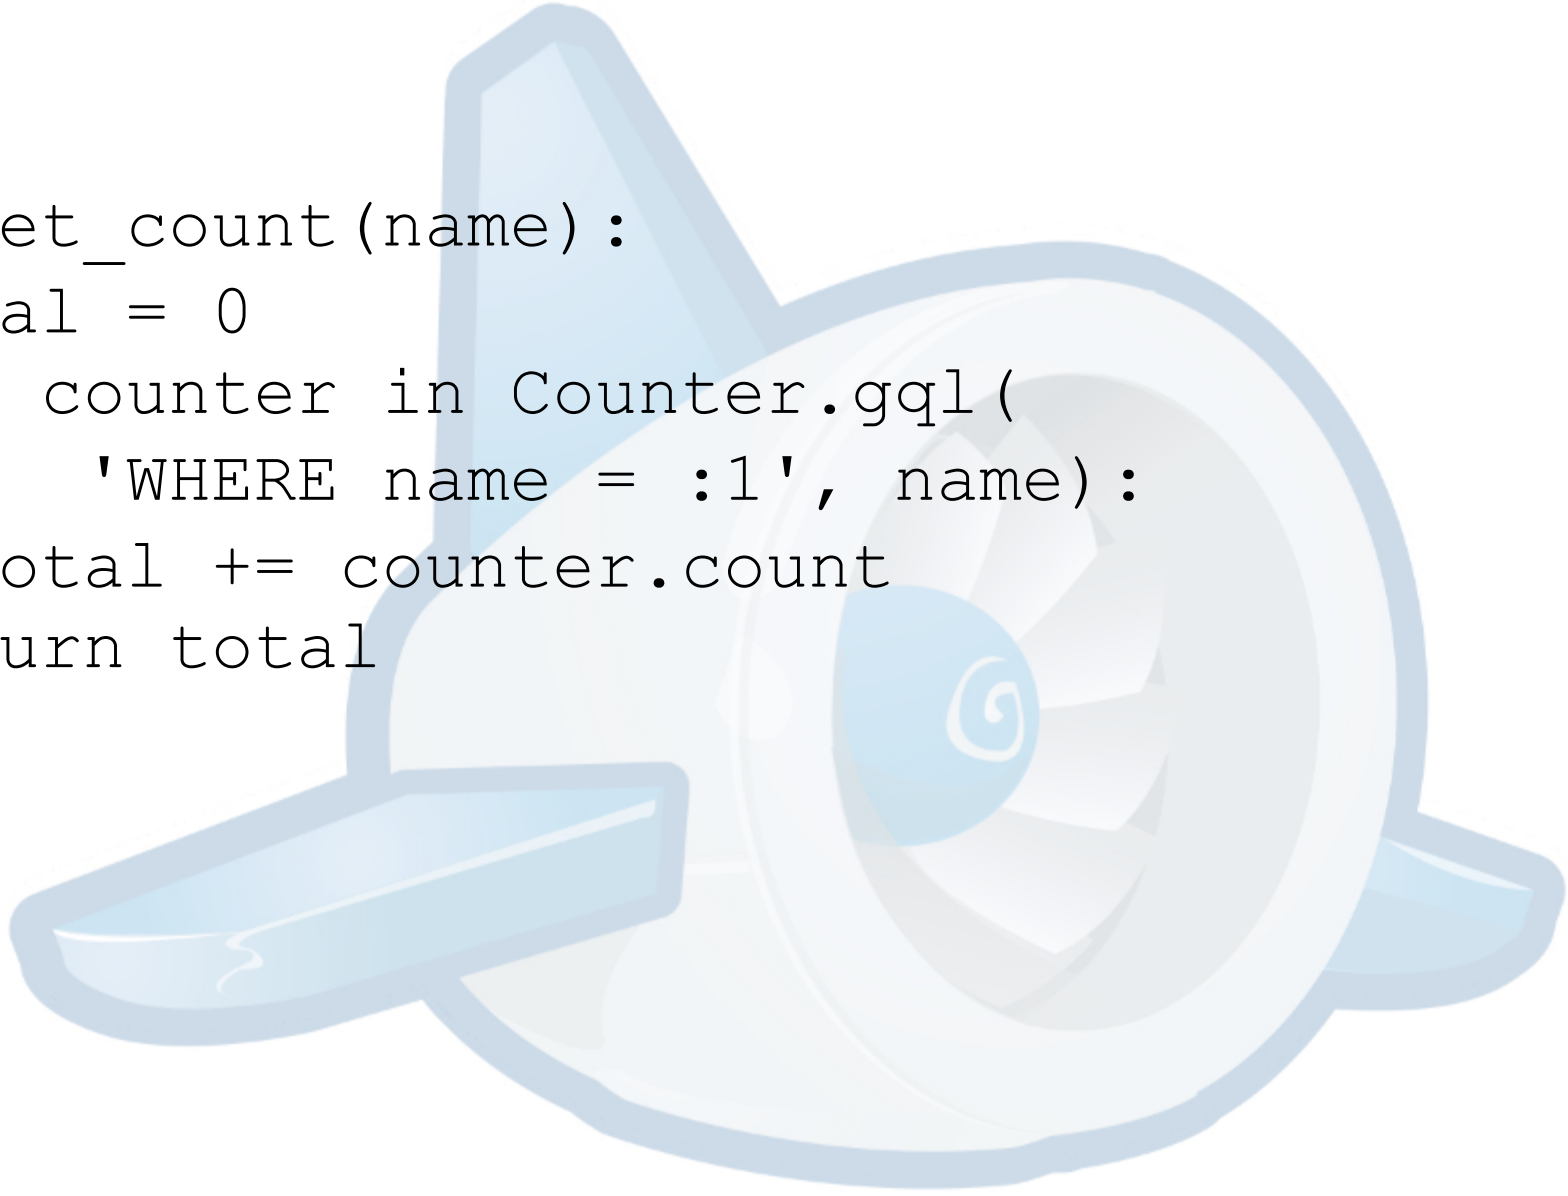 et_count(name):
al = 0
counter in Counter.gql(
'WHERE name = :1', name):
otal += counter.count
urn total